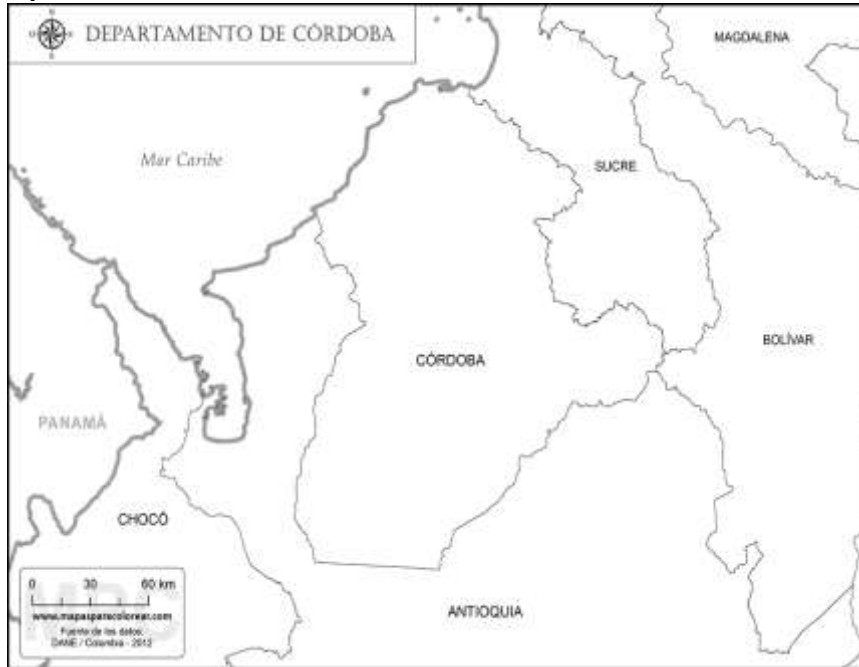 DEPARTAMENTO DE CÓRDOBA
MAGDALENA
Mar Caribe
SUCRE
BOLÍVAR
CÓRDOBA
PANAMÁ
CHOCÓ
ANTIOQUIA
0 30 60 km
www.mapasparacolorear.com
Fuente de los datos:
DANE / Colombia - 2012